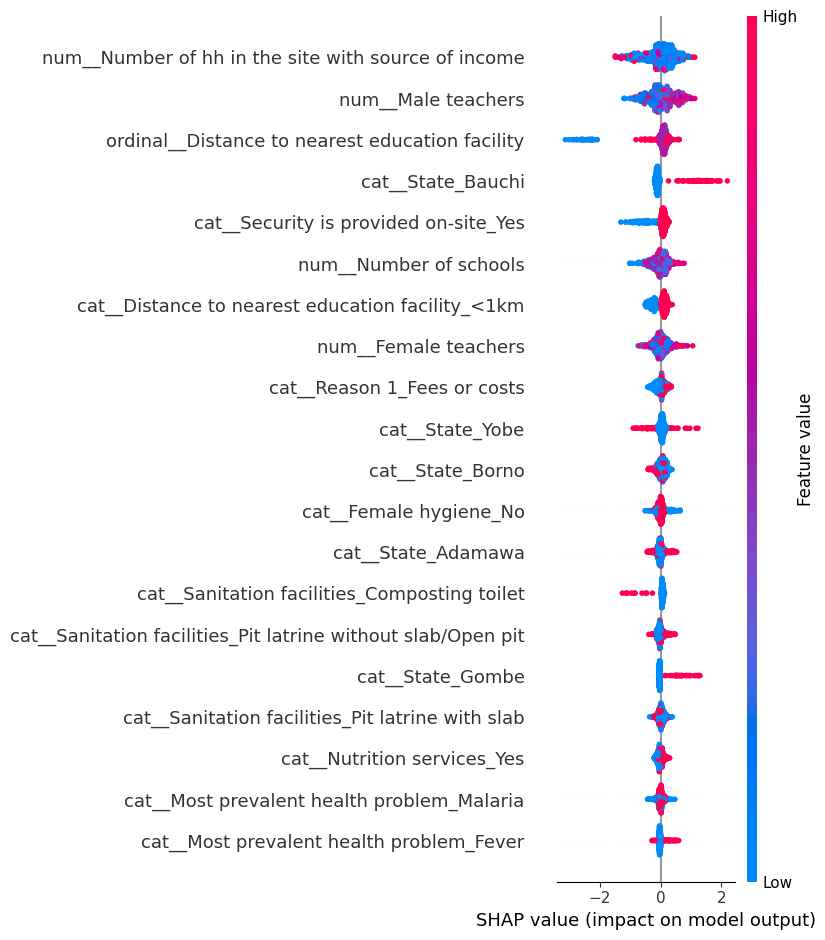 High
num__Number of hh in the site with source of income
num__Male teachers
ordinal__Distance to nearest education facility
cat__State_Bauchi
cat__Security is provided on-site_Yes
num__Number of schools
cat__Distance to nearest education facility_<1km
num__Female teachers
cat__Reason 1_Fees or costs
cat__State_Yobe
cat__State_Borno
cat__Female hygiene_No
cat__State_Adamawa
cat__Sanitation facilities_Composting toilet
cat__Sanitation facilities_Pit latrine without slab/Open pit
cat__State_Gombe
cat__Sanitation facilities_Pit latrine with slab
cat__Nutrition services_Yes
cat__Most prevalent health problem_Malaria
cat__Most prevalent health problem_Fever
Feature value
Low
−2 0 2
SHAP value (impact on model output)